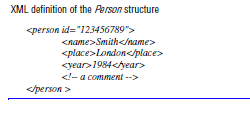 XML definition of the Person structure
<person id="123456789">
<name>Smith</name>
<place>London</place>
<year>1984</year>
<!-- a comment -->
</person >